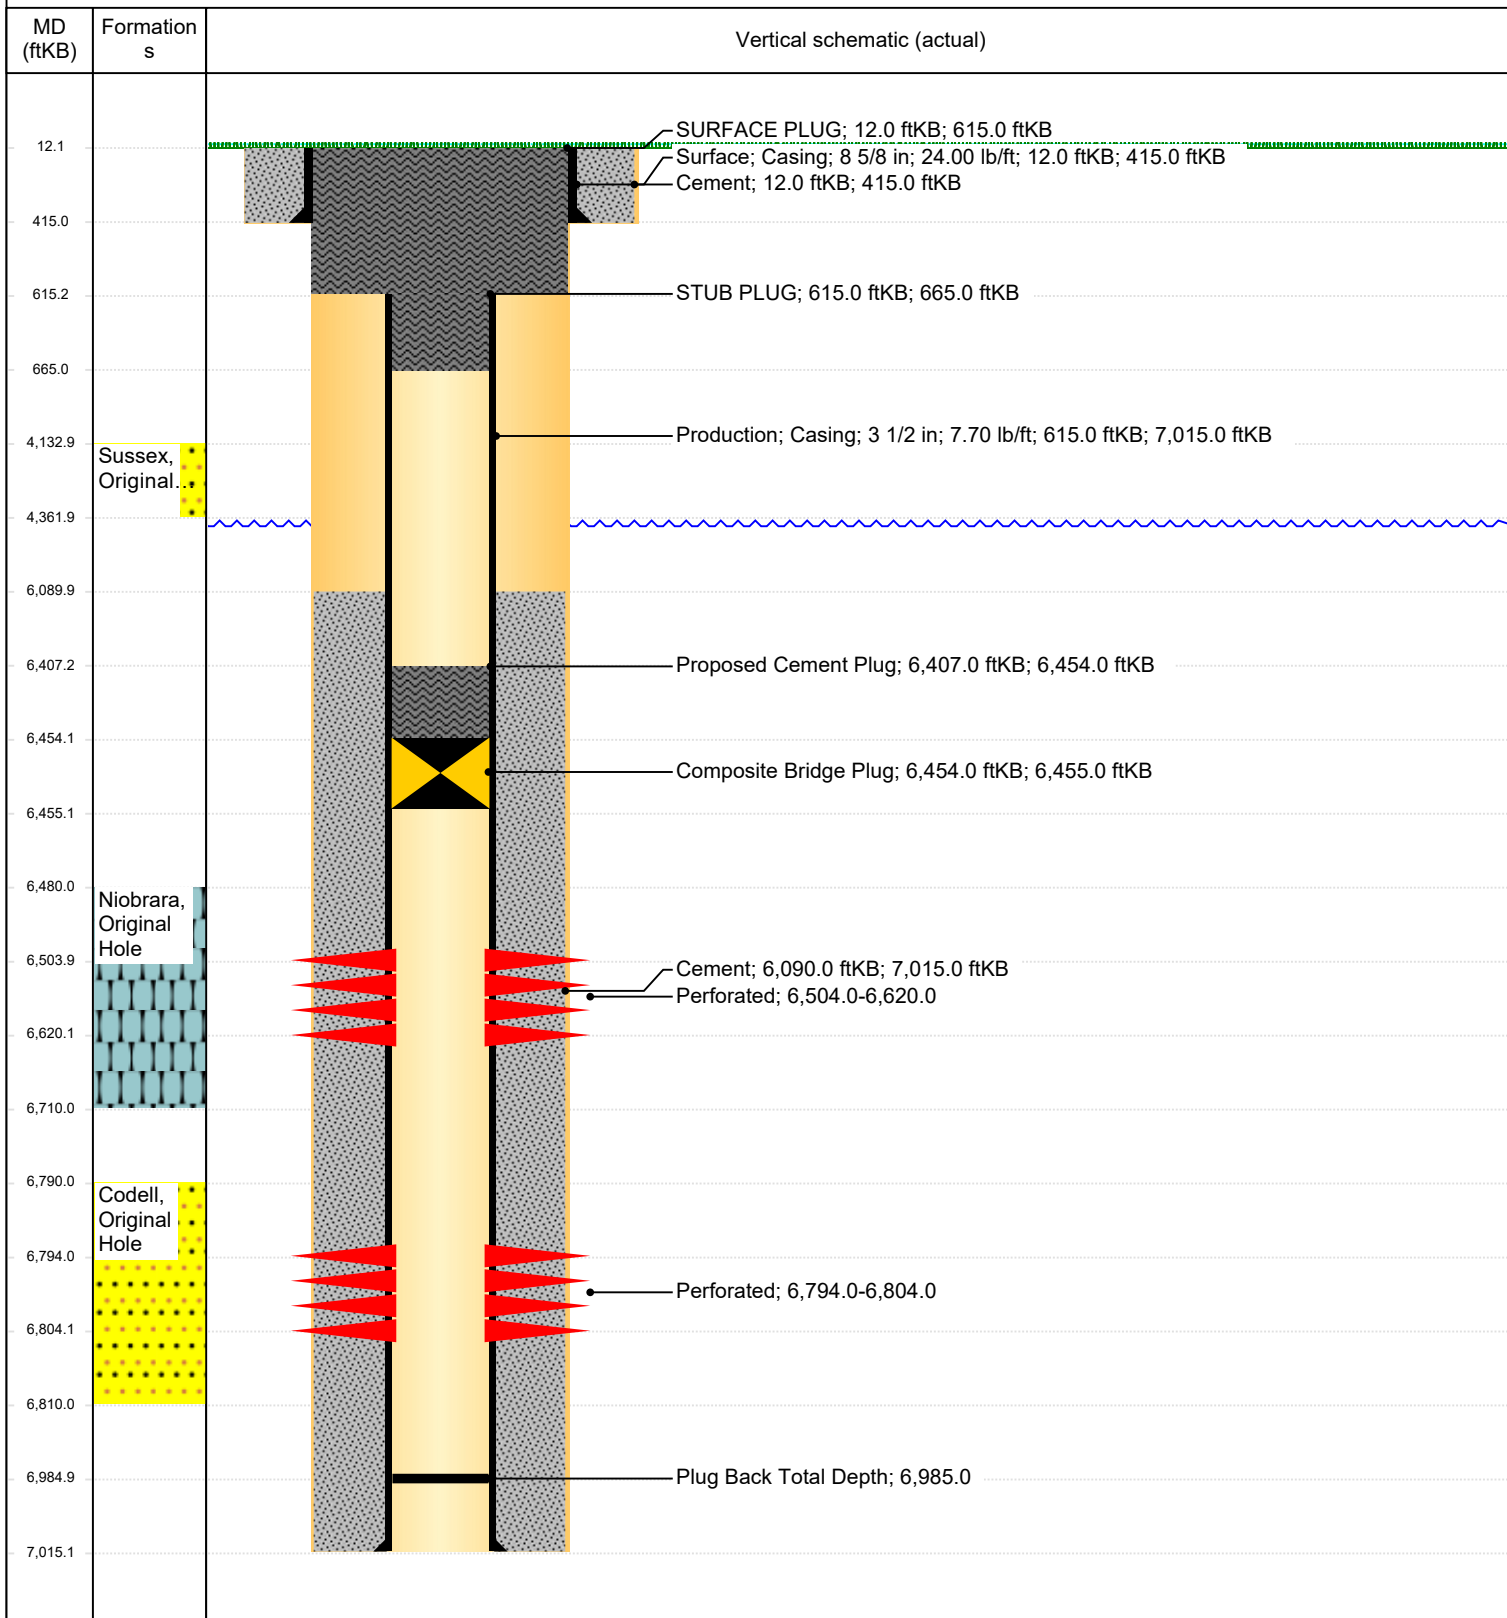 MD
(ftKB)
Formation
s
Vertical schematic (actual)
12.1
415.0
615.2
665.0
4,132.9
4,361.9
6,089.9
6,407.2
6,454.1
6,455.1
6,480.0
6,503.9
6,620.1
6,710.0
6,790.0
6,794.0
6,804.1
6,810.0
6,984.9
7,015.1
Sussex,
Original...
Niobrara,
Original
Hole
Codell,
Original
Hole
SURFACE PLUG; 12.0 ftKB; 615.0 ftKB
Surface; Casing; 8 5/8 in; 24.00 lb/ft; 12.0 ftKB; 415.0 ftKB
Cement; 12.0 ftKB; 415.0 ftKB
STUB PLUG; 615.0 ftKB; 665.0 ftKB
Production; Casing; 3 1/2 in; 7.70 lb/ft; 615.0 ftKB; 7,015.0 ftKB
Proposed Cement Plug; 6,407.0 ftKB; 6,454.0 ftKB
Composite Bridge Plug; 6,454.0 ftKB; 6,455.0 ftKB
Cement; 6,090.0 ftKB; 7,015.0 ftKB
Perforated; 6,504.0-6,620.0
Perforated; 6,794.0-6,804.0
Plug Back Total Depth; 6,985.0